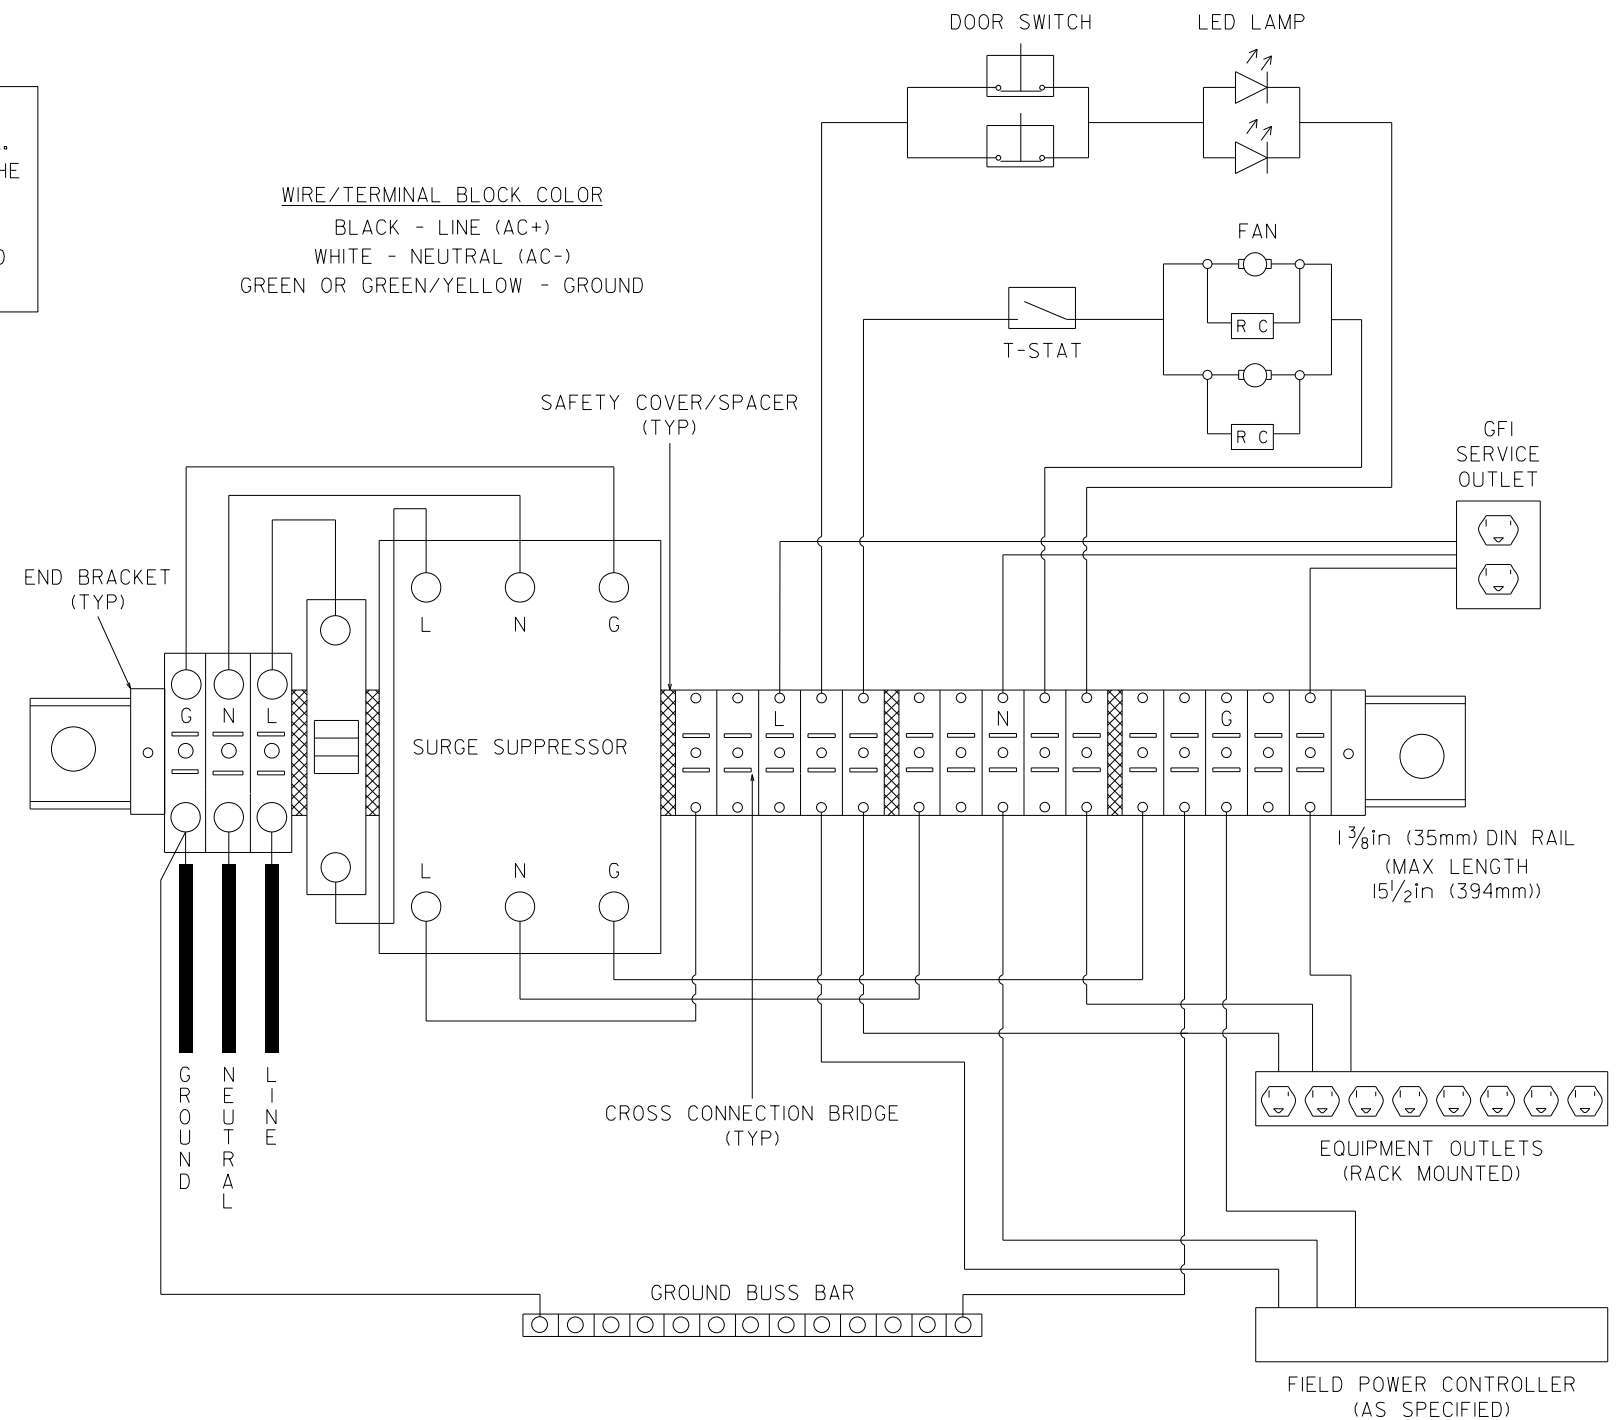 DOOR SWITCH
LED LAMP
HE
WIRE/TERMINAL BLOCK COLOR
BLACK - LINE (AC+)
WHITE - NEUTRAL (AC-)
GREEN OR GREEN/YELLOW - GROUND
FAN
R C
T-STAT
R C
SAFETY COVER/SPACER
(TYP)
GFI
SERVICE
OUTLET
END BRACKET
(TYP)
L N G
G N L
SURGE SUPPRESSOR
L
N
G
L N G
1 3/8in (35mm) DIN RAIL
(MAX LENGTH
15 1/2in (394mm))
GROUND
NEUTRAL
LINE
CROSS CONNECTION BRIDGE
(TYP)
EQUIPMENT OUTLETS
(RACK MOUNTED)
GROUND BUSS BAR
FIELD POWER CONTROLLER
(AS SPECIFIED)